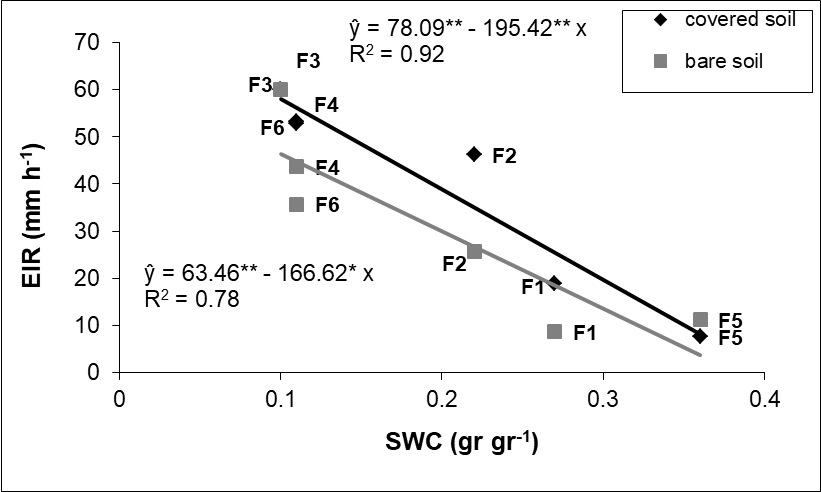 ŷ = 78.09** - 195.42** x
R² = 0.92
covered soil
bare soil
70
60
50
40
30
20
10
0
EIR (mm h⁻¹)
F3
F3
F4
F6
F2
F4
F6
F2
F1
F1
F5
F5
ŷ = 63.46** - 166.62* x
R² = 0.78
0
0.1
0.2
0.3
0.4
SWC (gr gr⁻¹)